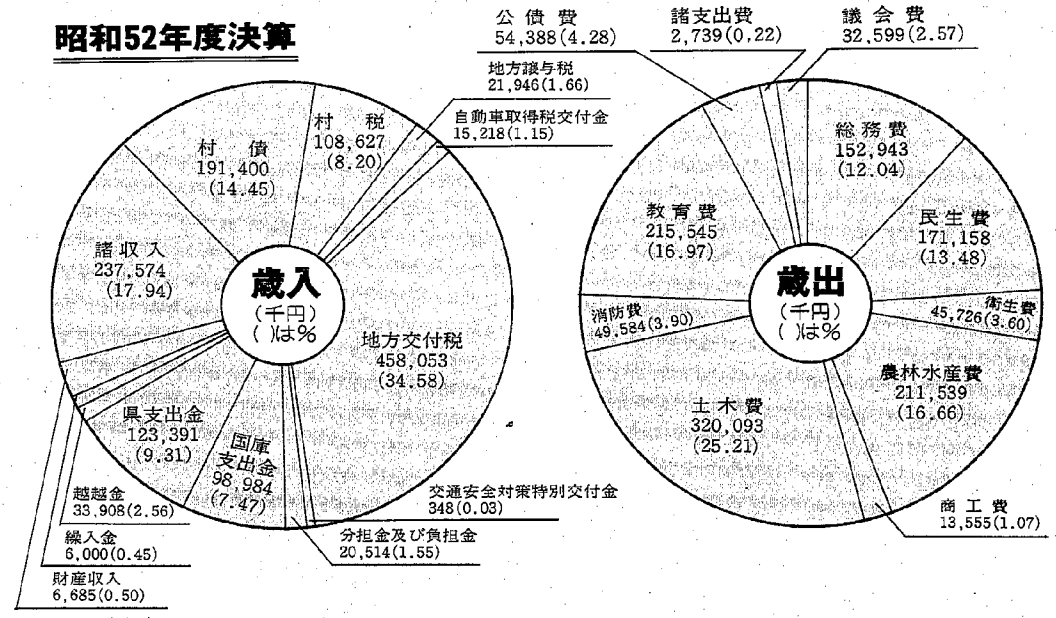 昭和52年度決算
歳入
(千円)
( )は%
村税
108,627
(8.20)
地方譲与税
21,946(1.66)
自動車取得税交付金
15,218(1.15)
地方交付税
458,053
(34.58)
交通安全対策特別交付金
348(0.03)
分担金及び負担金
20,514(1.55)
国庫
支出金
98,984
(7.47)
県支出金
123,391
(9.31)
財産収入
6,685(0.50)
繰入金
6,000(0.45)
越越金
33,908(2.56)
諸収入
237,574
(17.94)
村債
191,400
(14.45)
歳出
(千円)
( )は%
議会費
32,599(2.57)
総務費
152,943
(12.04)
民生費
171,158
(13.48)
衛生費
45,726(3.60)
農林水産費
211,539
(16.66)
商工費
13,555(1.07)
土木費
320,093
(25.21)
消防費
49,584(3.90)
教育費
215,545
(16.97)
公債費
54,388(4.28)
諸支出費
2,739(0,22)